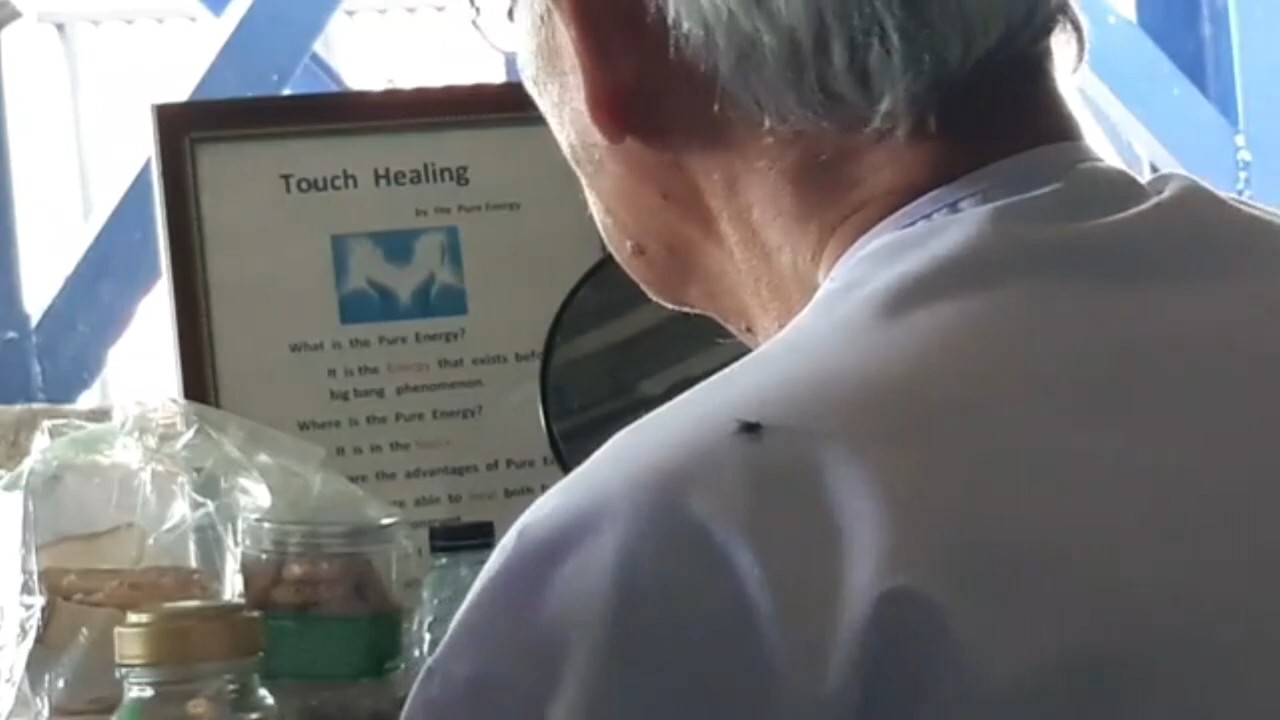 Touch Healing
by the Pure Energy
What is the Pure Energy?
It is the Energy that exists
big bang phenomenon.
Where is the Pure Energy?
It is in the
are the advantages of Pure
able to heal both